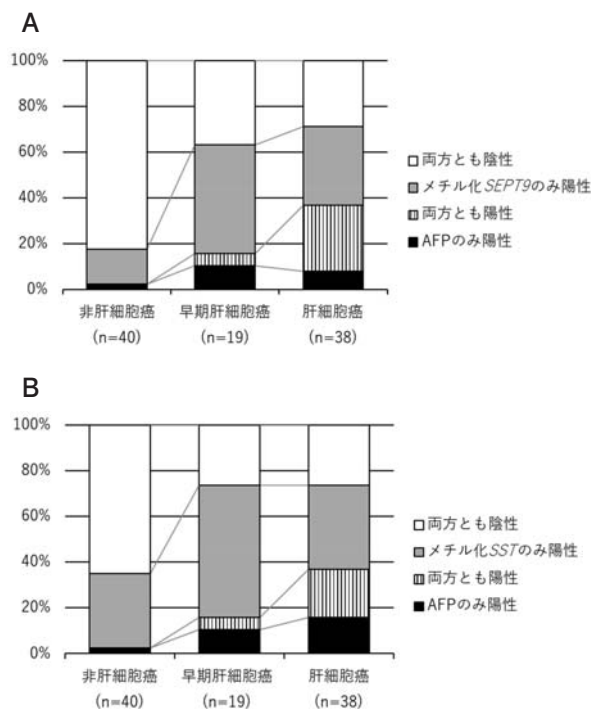 A
100%
80%
60%
40%
20%
0%
非肝細胞癌
(n=40)
早期肝細胞癌
(n=19)
肝細胞癌
(n=38)
両方とも陰性
メチル化SEPT9のみ陽性
両方とも陽性
AFPのみ陽性
B
100%
80%
60%
40%
20%
0%
非肝細胞癌
(n=40)
早期肝細胞癌
(n=19)
肝細胞癌
(n=38)
両方とも陰性
メチル化SSTのみ陽性
両方とも陽性
AFPのみ陽性